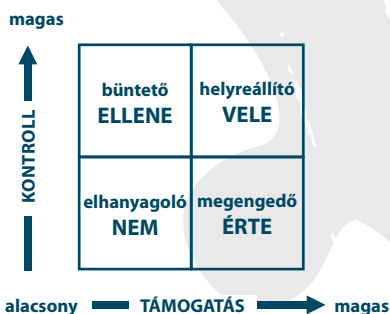 magas
büntető
ELLENE
helyreállító
VELE
KONTROLL
elhanyagoló
NEM
megengedő
ÉRTE
alacsony TÁMOGATÁS magas